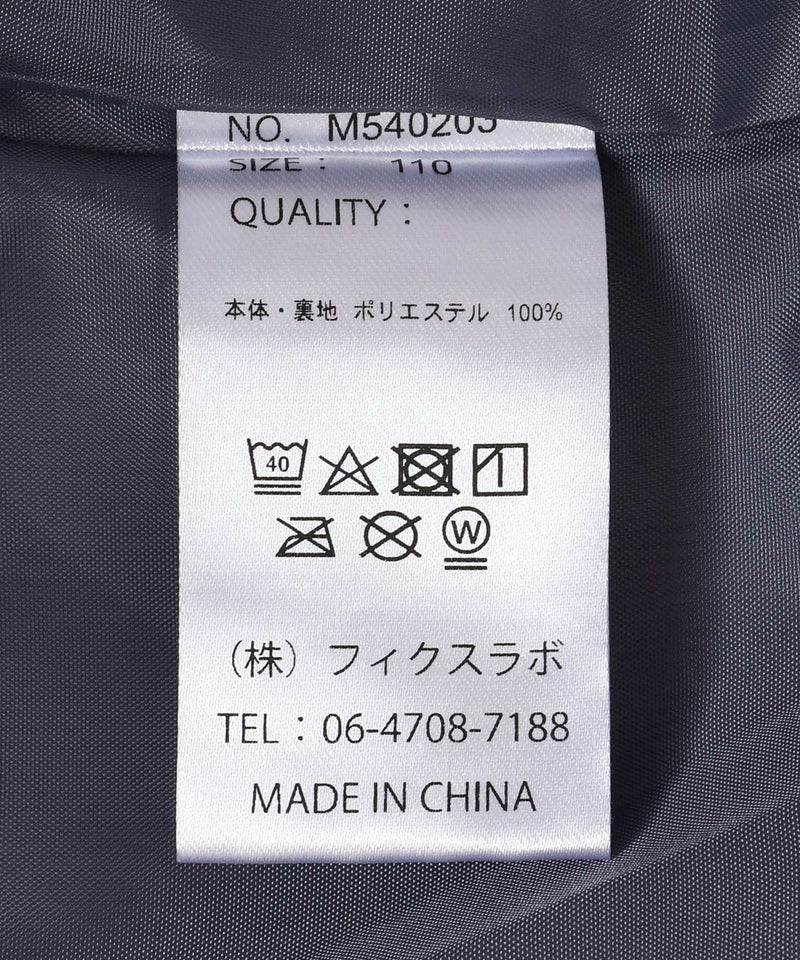 NO. M540205
SIZE : 110
QUALITY :
本体・裏地 ポリエステル 100%
40
W
(株) フィクスラボ
TEL : 06-4708-7188
MADE IN CHINA